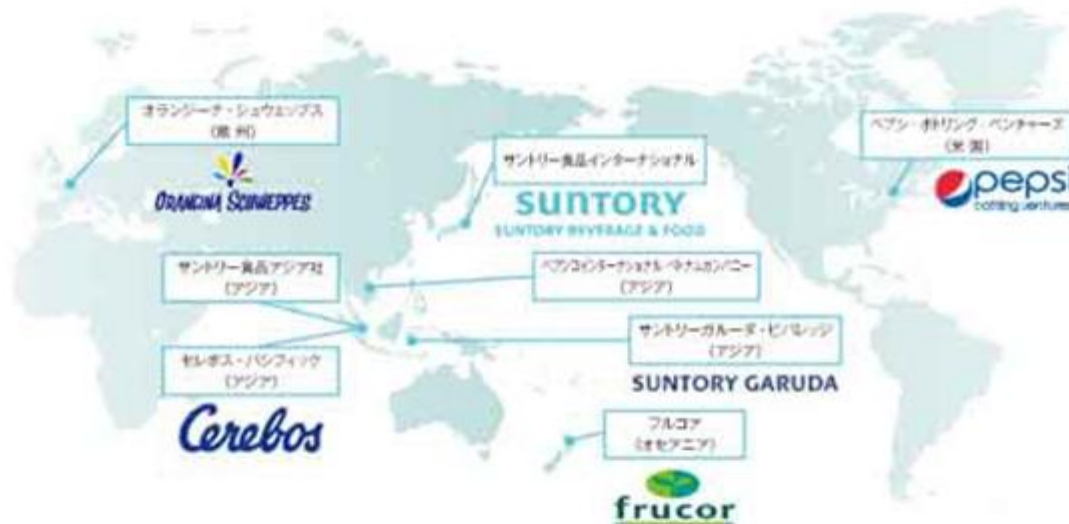 オランジーナ・シュウェップス
(欧州)
ORANGINA SCHWEPPES
サントリー食品インターナショナル
SUNTORY
SUNTORY BEVERAGE & FOOD
ペプシ・ボトリング・ベンチャーズ
(米国)
pepsi
bottling ventures
サントリー食品アジア社
(アジア)
ペプシコインターナショナル・ベトナムカンパニー
(アジア)
セレボス・パシフィック
(アジア)
Cerebos
サントリーガルーダ・ビバレッジ
(アジア)
SUNTORY GARUDA
フルコア
(オセアニア)
frucor